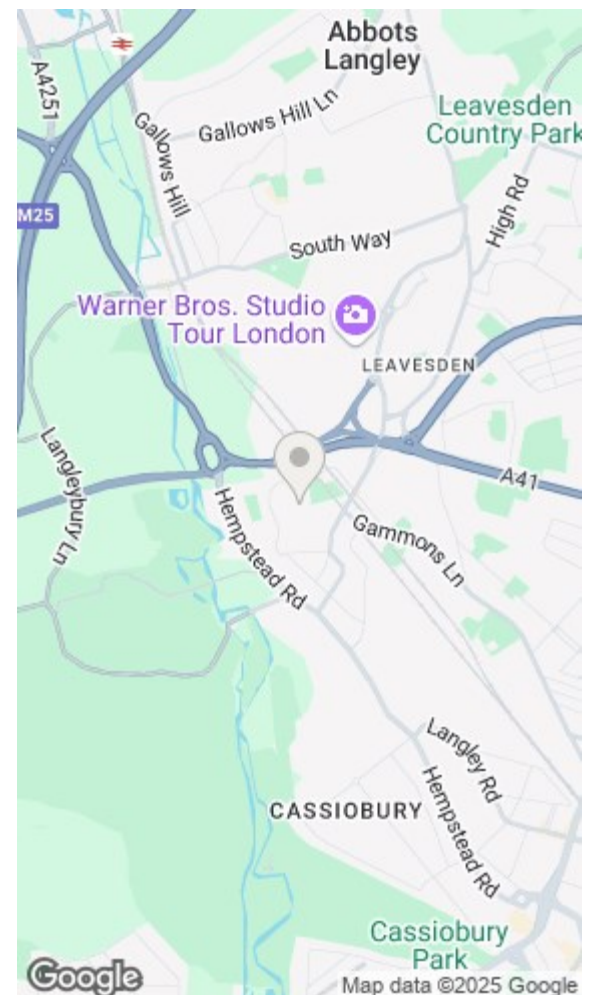 Abbots
Langley
A4251
Gallows Hill Ln
Leavesden
Country Park
Gallows Hill
M25
High Rd
South Way
Warner Bros. Studio
Tour London
LEAVESDEN
Langleybury Ln
A41
Hempstead Rd
Gammons Ln
Langley Rd
CASSIOBURY
Hempstead Rd
Cassiobury
Park
Google
Map data ©2025 Google